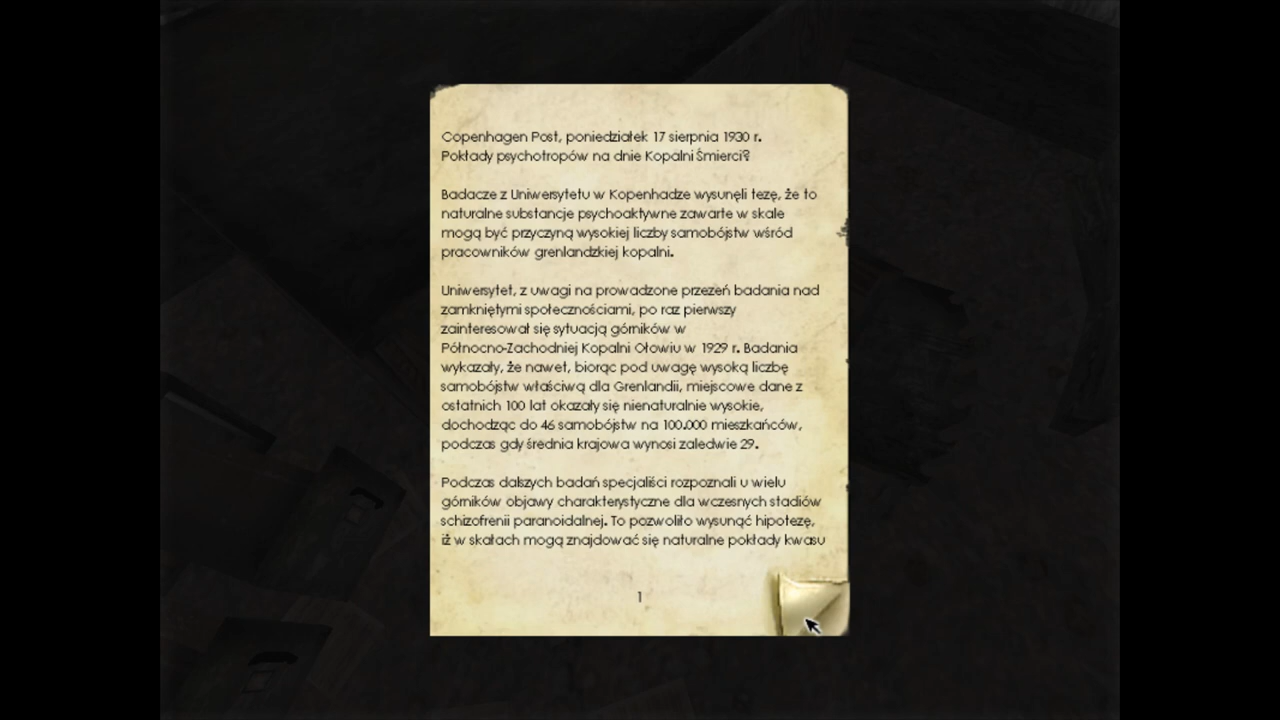 Copenhagen Post, poniedziałek 17 sierpnia 1930 r.
Pokłady psychotropów na dnie Kopalni Śmierci?
Badacze z Uniwersytetu w Kopenhadze wysunęli tezę, że to
naturalne substancje psychoaktywne zawarte w skale
mogą być przyczyną wysokiej liczby samobójstw wśród
pracowników grenlandzkiej kopalni.
Uniwersytet, z uwagi na prowadzone przezeń badania nad
zamkniętymi społecznościami, po raz pierwszy
zainteresował się sytuacją górników w
Północno-Zachodniej Kopalni Ołowiu w 1929 r. Badania
wykazały, że nawet, biorąc pod uwagę wysoką liczbę
samobójstw właściwą dla Grenlandii, miejscowe dane z
ostatnich 100 lat okazały się nienaturalnie wysokie,
dochodząc do 46 samobójstw na 100.000 mieszkańców,
podczas gdy średnia krajowa wynosi zaledwie 29.
Podczas dalszych badań specjaliści rozpoznali u wielu
górników objawy charakterystyczne dla wczesnych stadiów
schizofrenii paranoidalnej. To pozwoliło wysunąć hipotezę,
iż w skałach mogą znajdować się naturalne pokłady kwasu
1